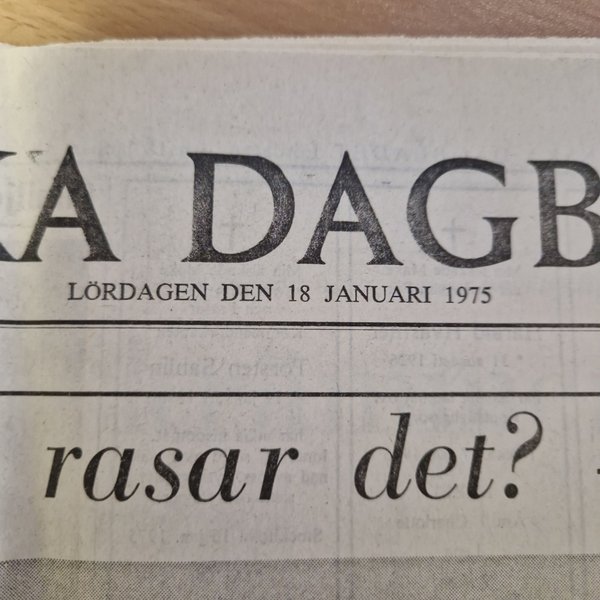 KA DAGB
LÖRDAGEN DEN 18 JANUARI 1975
rasar det?